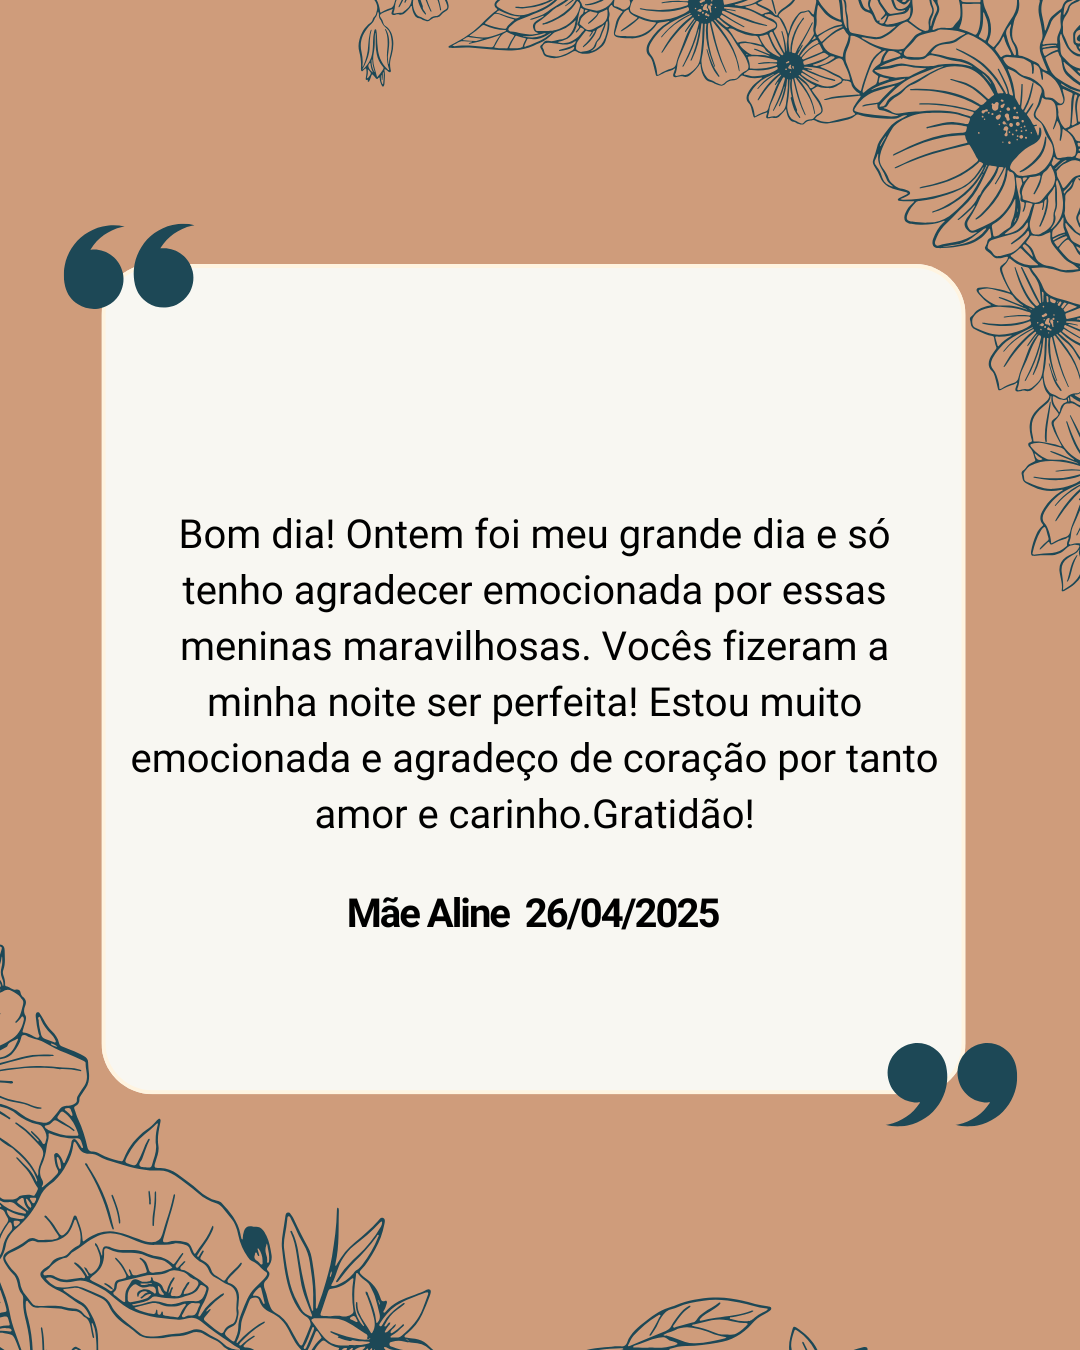 Bom dia! Ontem foi meu grande dia e só
tenho agradecer emocionada por essas
meninas maravilhosas. Vocês fizeram a
minha noite ser perfeita! Estou muito
emocionada e agradeço de coração por tanto
amor e carinho.Gratidão!
Mãe Aline 26/04/2025